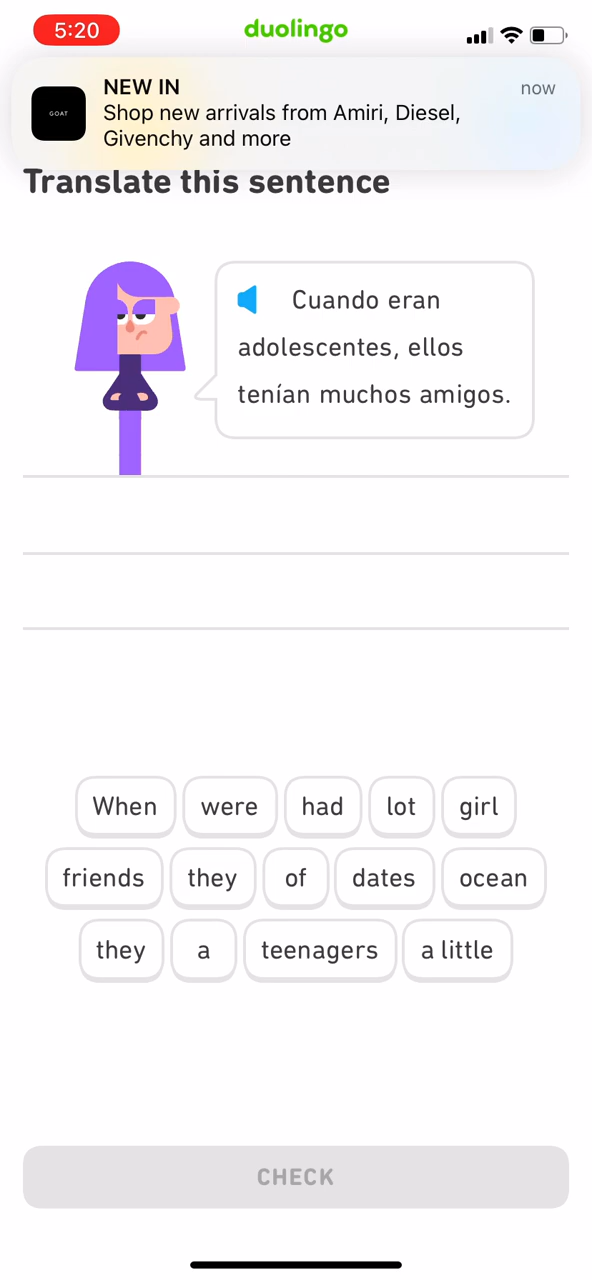 5:20
duolingo
NEW IN
now
GOAT
Shop new arrivals from Amiri, Diesel,
Givenchy and more
Translate this sentence
Cuando eran
adolescentes, ellos
tenían muchos amigos.
When were had lot girl
friends they of dates ocean
they a teenagers a little
CHECK